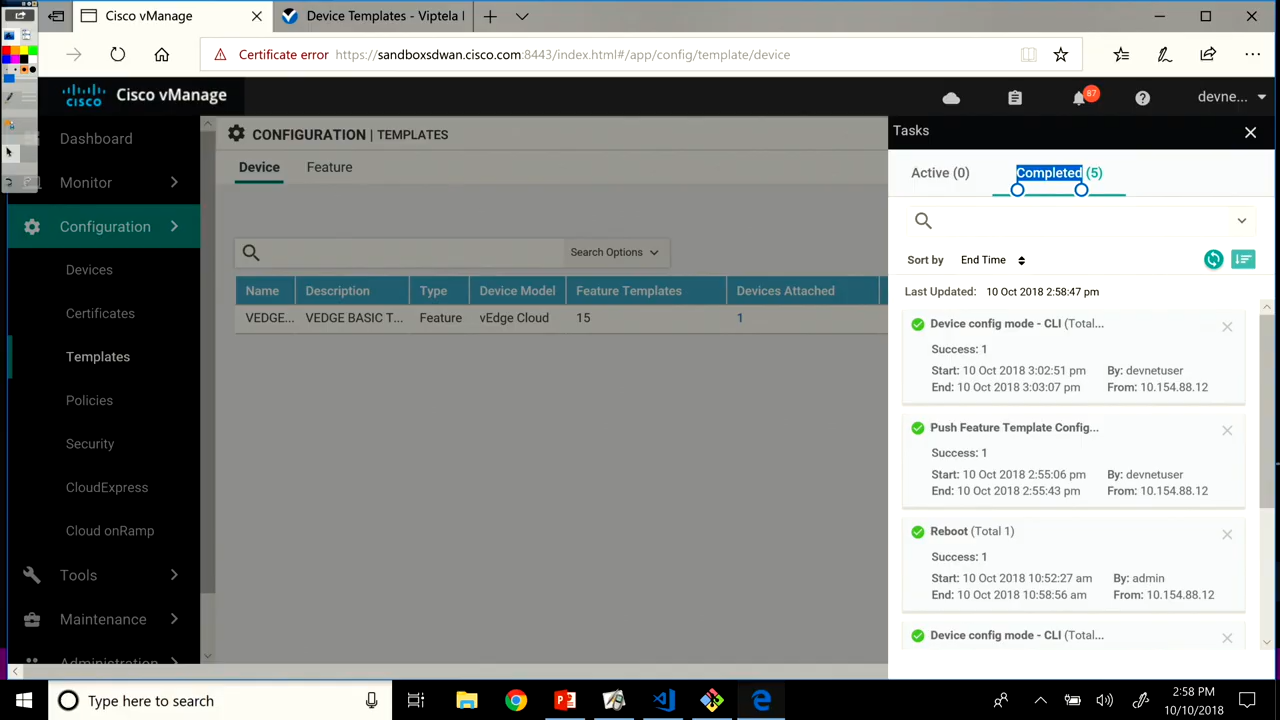 Cisco vManage
Device Templates - Viptela
Certificate error https://sandboxsdwan.cisco.com:8443/index.html#/app/config/template/device
cisco
Cisco vManage
87
devne...
Dashboard
Monitor
Configuration
Devices
Certificates
Templates
Policies
Security
CloudExpress
Cloud onRamp
Tools
Maintenance
Administration
CONFIGURATION | TEMPLATES
Device Feature
Search Options
Name Description Type Device Model Feature Templates Devices Attached
VEDGE... VEDGE BASIC T... Feature vEdge Cloud 15 1
Tasks
Active (0) Completed (5)
Sort by End Time
Last Updated: 10 Oct 2018 2:58:47 pm
Device config mode - CLI (Total...
Success: 1
Start: 10 Oct 2018 3:02:51 pm By: devnetuser
End: 10 Oct 2018 3:03:07 pm From: 10.154.88.12
Push Feature Template Config...
Success: 1
Start: 10 Oct 2018 2:55:06 pm By: devnetuser
End: 10 Oct 2018 2:55:43 pm From: 10.154.88.12
Reboot (Total 1)
Success: 1
Start: 10 Oct 2018 10:52:27 am By: admin
End: 10 Oct 2018 10:58:56 am From: 10.154.88.12
Device config mode - CLI (Total...
Type here to search
2:58 PM
10/10/2018